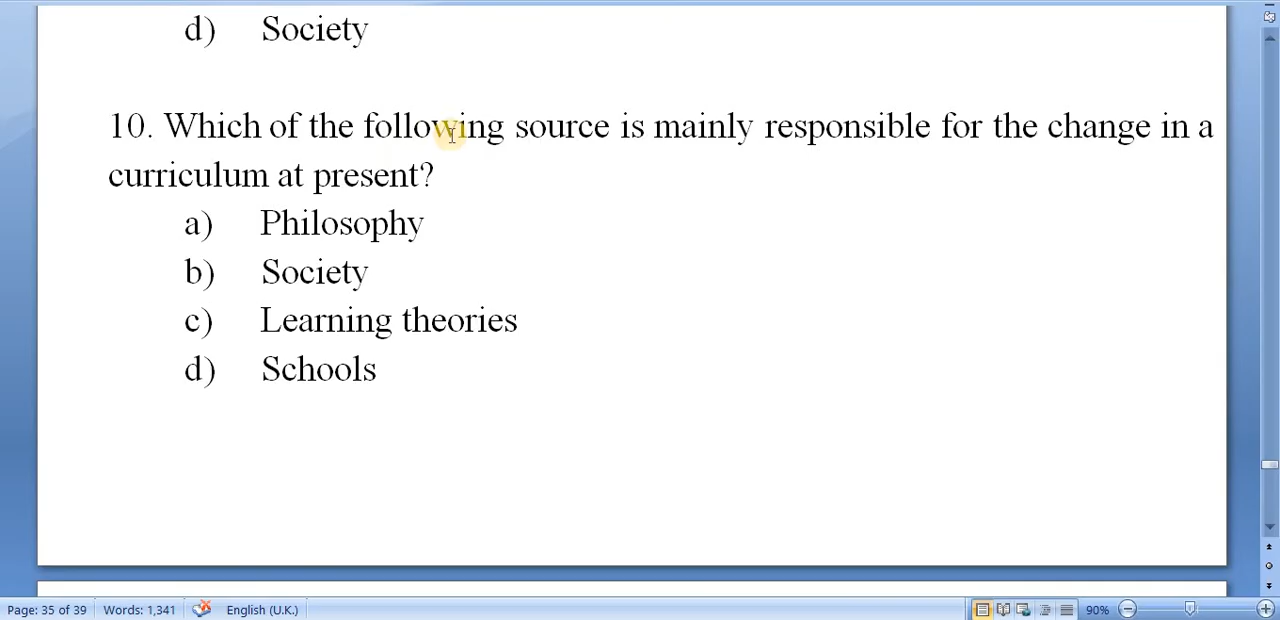 d) Society
10. Which of the following source is mainly responsible for the change in a
curriculum at present?
a) Philosophy
b) Society
c) Learning theories
d) Schools
Page: 35 of 39 Words: 1,341 English (U.K.) 90%